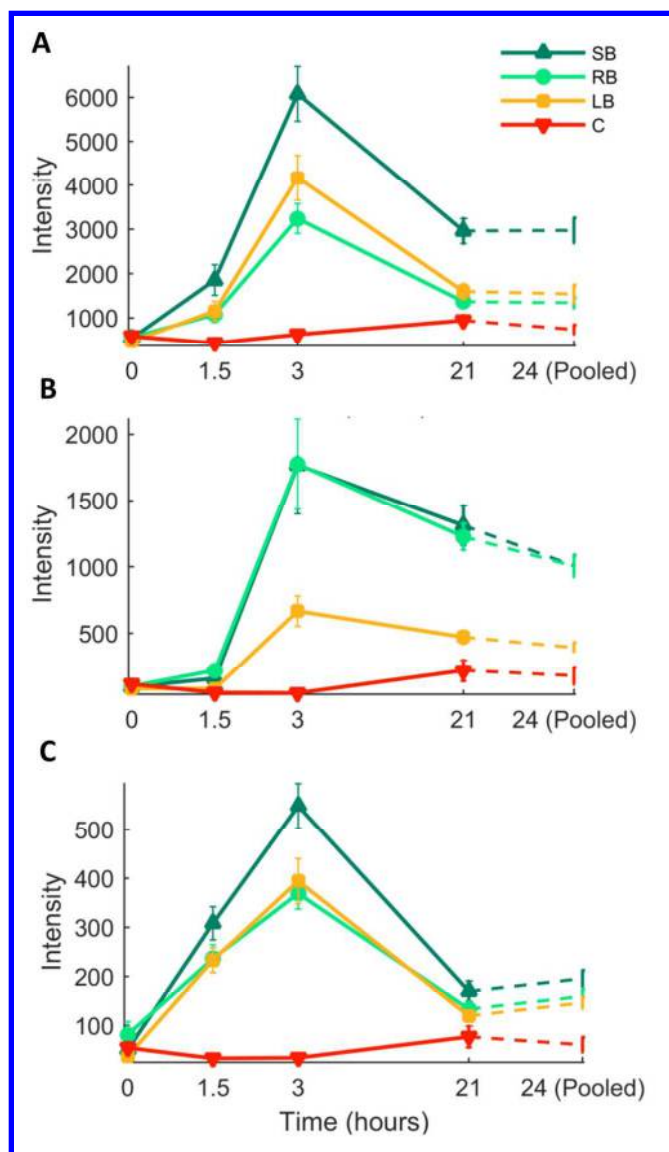 A
SB
RB
LB
C
6000
5000
4000
3000
2000
1000
Intensity
0 1.5 3 21 24 (Pooled)
B
2000
1500
1000
500
Intensity
0 1.5 3 21 24 (Pooled)
C
500
400
300
200
100
Intensity
0 1.5 3 21 24 (Pooled)
Time (hours)